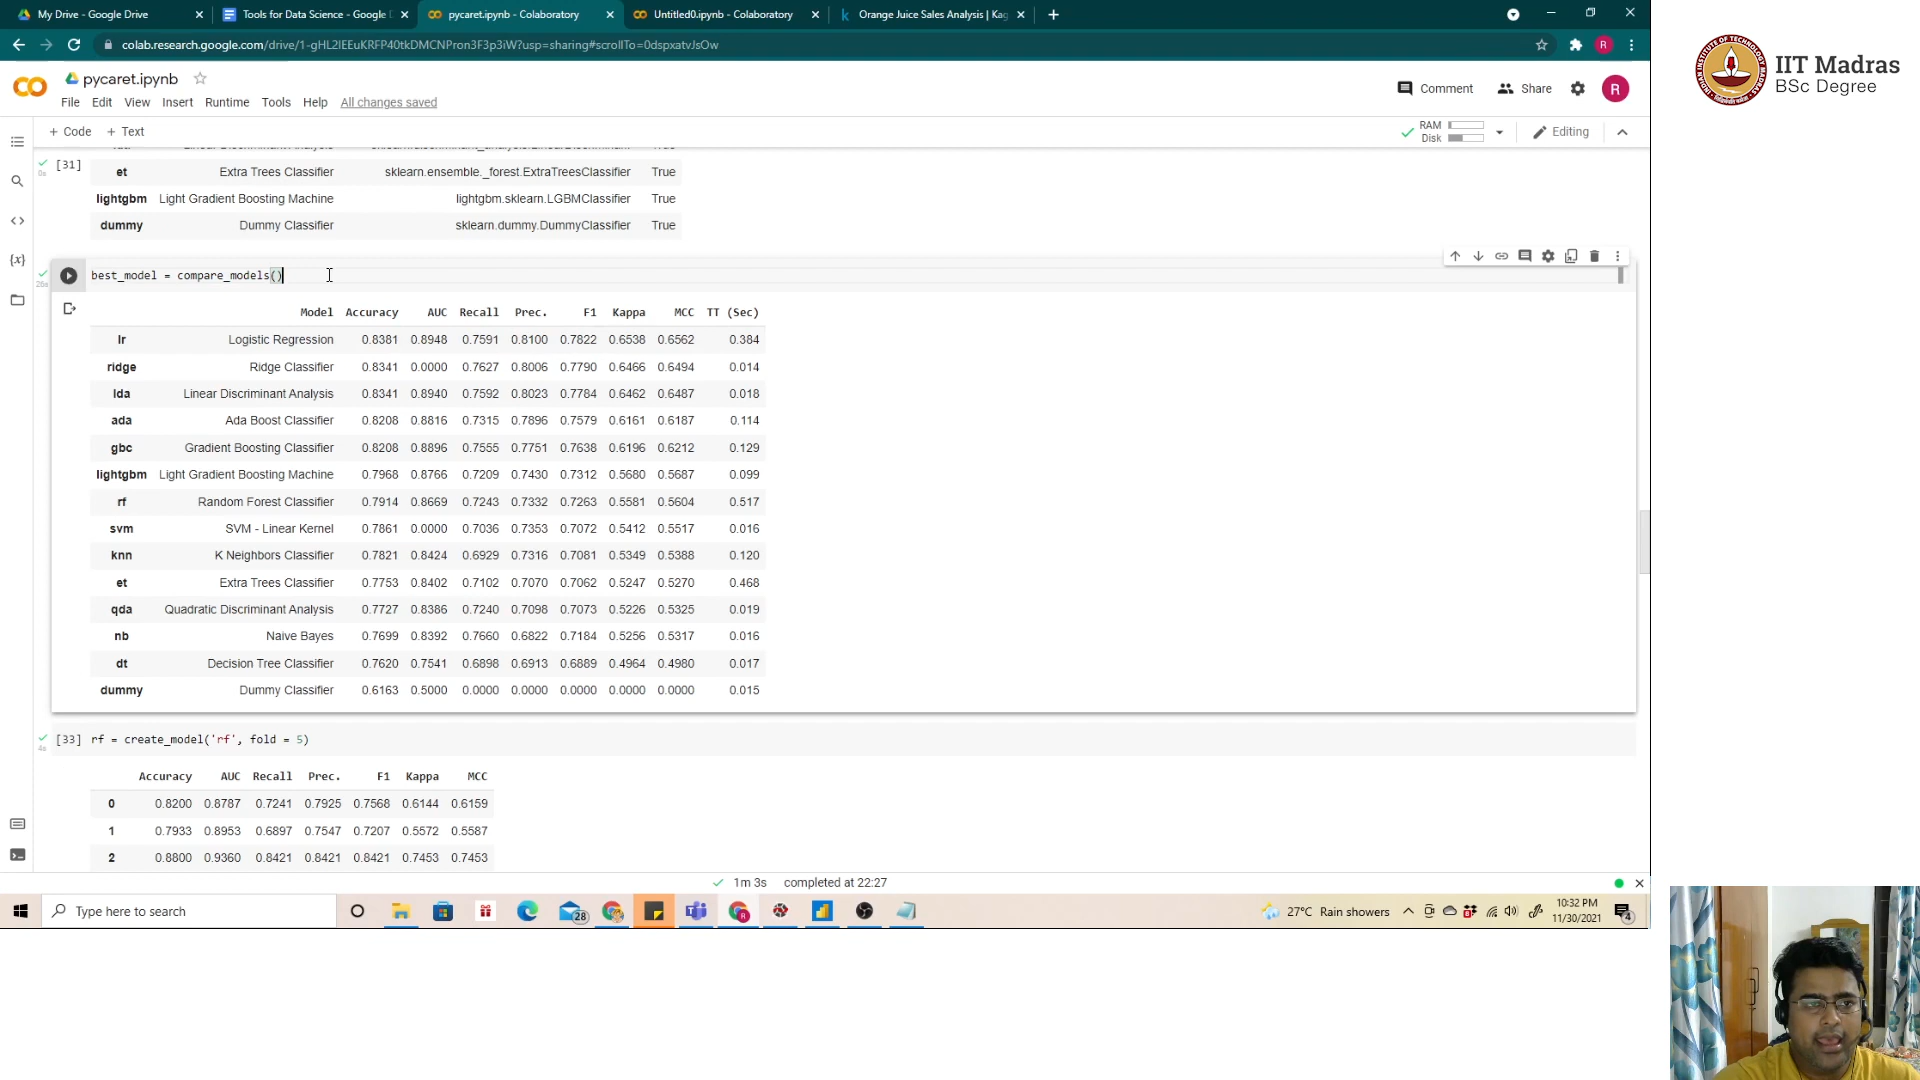 My Drive - Google Drive
Tools for Data Science - Google D
pycaret.ipynb - Colaboratory
Untitled0.ipynb - Colaboratory
Orange Juice Sales Analysis | Kag
colab.research.google.com/drive/1-gHL2IEEuKRFP40tkDMCNPron3F3p3iW?usp=sharing#scrollTo=0dspxatvJsOw
R
IIT Madras
BSc Degree
pycaret.ipynb
File Edit View Insert Runtime Tools Help All changes saved
Comment Share R
+ Code + Text
RAM
Disk
Editing
[31]
et Extra Trees Classifier sklearn.ensemble._forest.ExtraTreesClassifier True
lightgbm Light Gradient Boosting Machine lightgbm.sklearn.LGBMClassifier True
dummy Dummy Classifier sklearn.dummy.DummyClassifier True
best_model = compare_models()
26s
Model Accuracy AUC Recall Prec. F1 Kappa MCC TT (Sec)
lr Logistic Regression 0.8381 0.8948 0.7591 0.8100 0.7822 0.6538 0.6562 0.384
ridge Ridge Classifier 0.8341 0.0000 0.7627 0.8006 0.7790 0.6466 0.6494 0.014
lda Linear Discriminant Analysis 0.8341 0.8940 0.7592 0.8023 0.7784 0.6462 0.6487 0.018
ada Ada Boost Classifier 0.8208 0.8816 0.7315 0.7896 0.7579 0.6161 0.6187 0.114
gbc Gradient Boosting Classifier 0.8208 0.8896 0.7555 0.7751 0.7638 0.6196 0.6212 0.129
lightgbm Light Gradient Boosting Machine 0.7968 0.8766 0.7209 0.7430 0.7312 0.5680 0.5687 0.099
rf Random Forest Classifier 0.7914 0.8669 0.7243 0.7332 0.7263 0.5581 0.5604 0.517
svm SVM - Linear Kernel 0.7861 0.0000 0.7036 0.7353 0.7072 0.5412 0.5517 0.016
knn K Neighbors Classifier 0.7821 0.8424 0.6929 0.7316 0.7081 0.5349 0.5388 0.120
et Extra Trees Classifier 0.7753 0.8402 0.7102 0.7070 0.7062 0.5247 0.5270 0.468
qda Quadratic Discriminant Analysis 0.7727 0.8386 0.7240 0.7098 0.7073 0.5226 0.5325 0.019
nb Naive Bayes 0.7699 0.8392 0.7660 0.6822 0.7184 0.5256 0.5317 0.016
dt Decision Tree Classifier 0.7620 0.7541 0.6898 0.6913 0.6889 0.4964 0.4980 0.017
dummy Dummy Classifier 0.6163 0.5000 0.0000 0.0000 0.0000 0.0000 0.0000 0.015
[33] rf = create_model('rf', fold = 5)
4s
Accuracy AUC Recall Prec. F1 Kappa MCC
0 0.8200 0.8787 0.7241 0.7925 0.7568 0.6144 0.6159
1 0.7933 0.8953 0.6897 0.7547 0.7207 0.5572 0.5587
2 0.8800 0.9360 0.8421 0.8421 0.8421 0.7453 0.7453
1m 3s completed at 22:27
Type here to search
28
27°C Rain showers
10:32 PM
11/30/2021
4